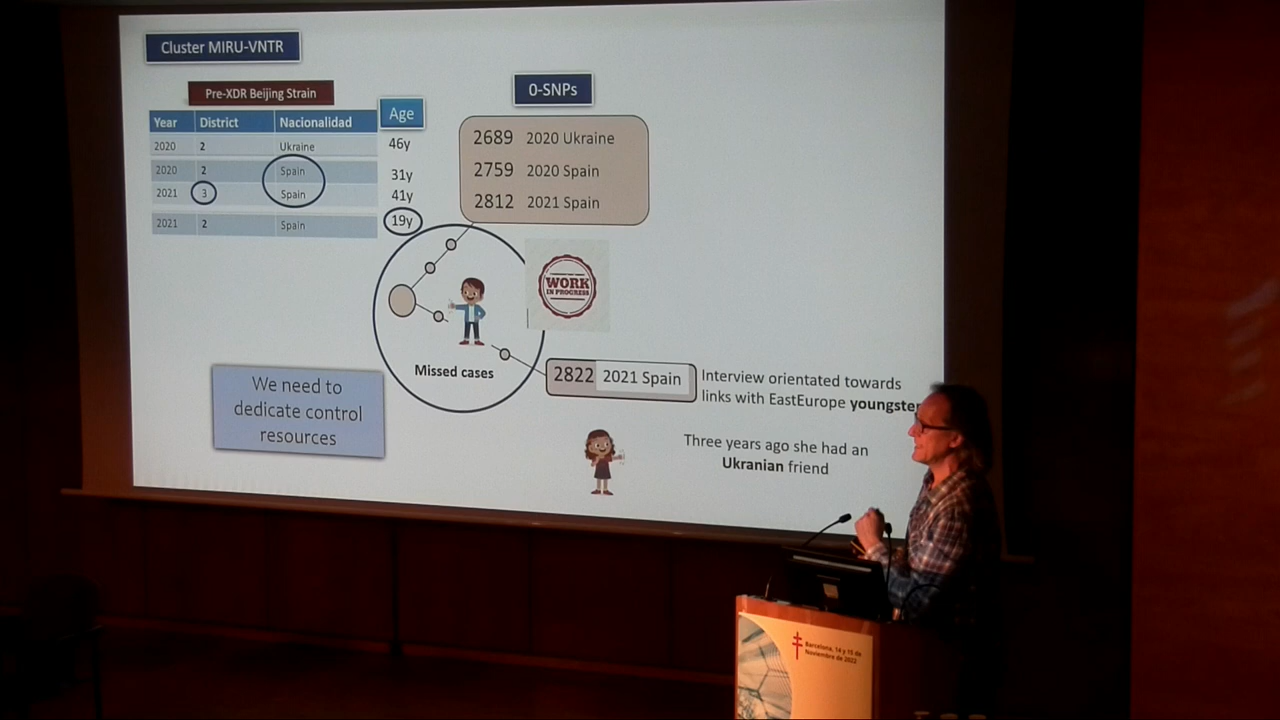 Cluster MIRU-VNTR
Pre-XDR Beijing Strain
Year District Nacionalidad Age
2020 2 Ukraine 46y
2020 2 Spain 31y
2021 3 Spain 41y
2021 2 Spain 19y
0-SNPs
2689 2020 Ukraine
2759 2020 Spain
2812 2021 Spain
WORK
IN PROGRESS
Missed cases
2822 2021 Spain
Interview orientated towards
links with EastEurope youngster
Three years ago she had an
Ukranian friend
We need to
dedicate control
resources
Barcelona, 14 y 15 de
Noviembre de 2022